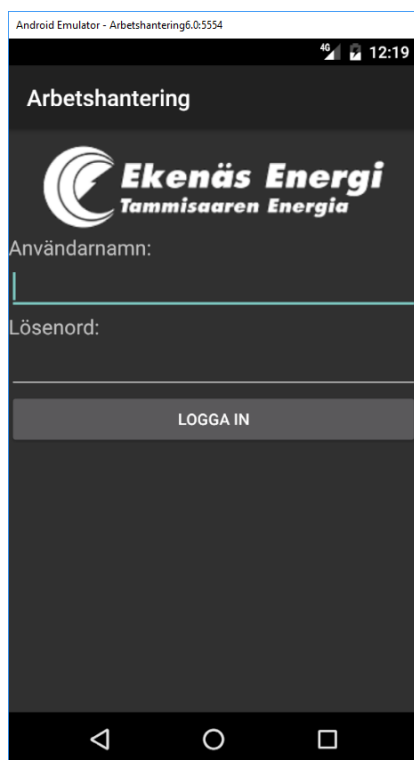 Android Emulator - Arbetshantering6.0:5554
4G 12:19
Arbetshantering
Ekenäs Energi
Tammisaaren Energia
Användarnamn:
Lösenord:
LOGGA IN